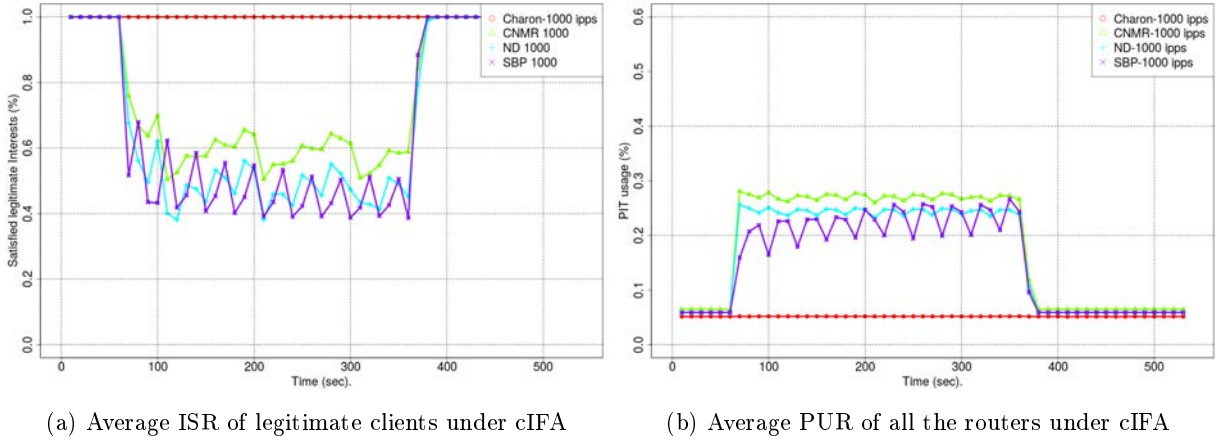 Satisfied legitimate Interests (%)
0.0
0.2
0.4
0.6
0.8
1.0
Charon-1000 ipps
CNMR 1000
ND 1000
SBP 1000
0
100
200
300
400
500
Time (sec).
(a) Average ISR of legitimate clients under cIFA
PIT usage (%)
0.0
0.1
0.2
0.3
0.4
0.6
Charon-1000 ipps
CNMR-1000 ipps
ND-1000 ipps
SBP-1000 ipps
0
100
200
300
400
500
Time (sec).
(b) Average PUR of all the routers under cIFA